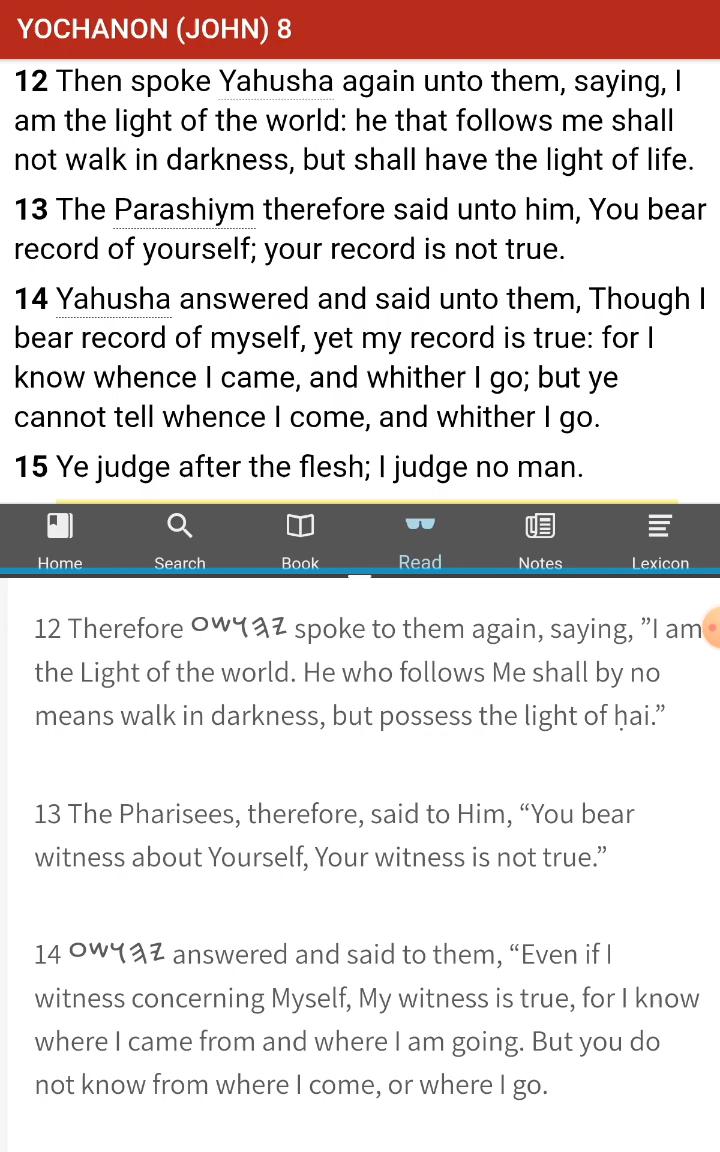 YOCHANON (JOHN) 8
12 Then spoke Yahusha again unto them, saying, I
am the light of the world: he that follows me shall
not walk in darkness, but shall have the light of life.
13 The Parashiym therefore said unto him, You bear
record of yourself; your record is not true.
14 Yahusha answered and said unto them, Though I
bear record of myself, yet my record is true: for I
know whence I came, and whither I go; but ye
cannot tell whence I come, and whither I go.
15 Ye judge after the flesh; I judge no man.
Home Search Book Read Notes Lexicon
12 Therefore 𐤉𐤄𐤅𐤔𐤏 spoke to them again, saying, ”I am
the Light of the world. He who follows Me shall by no
means walk in darkness, but possess the light of ḥai.”
13 The Pharisees, therefore, said to Him, “You bear
witness about Yourself, Your witness is not true.”
14 𐤉𐤄𐤅𐤔𐤏 answered and said to them, “Even if I
witness concerning Myself, My witness is true, for I know
where I came from and where I am going. But you do
not know from where I come, or where I go.